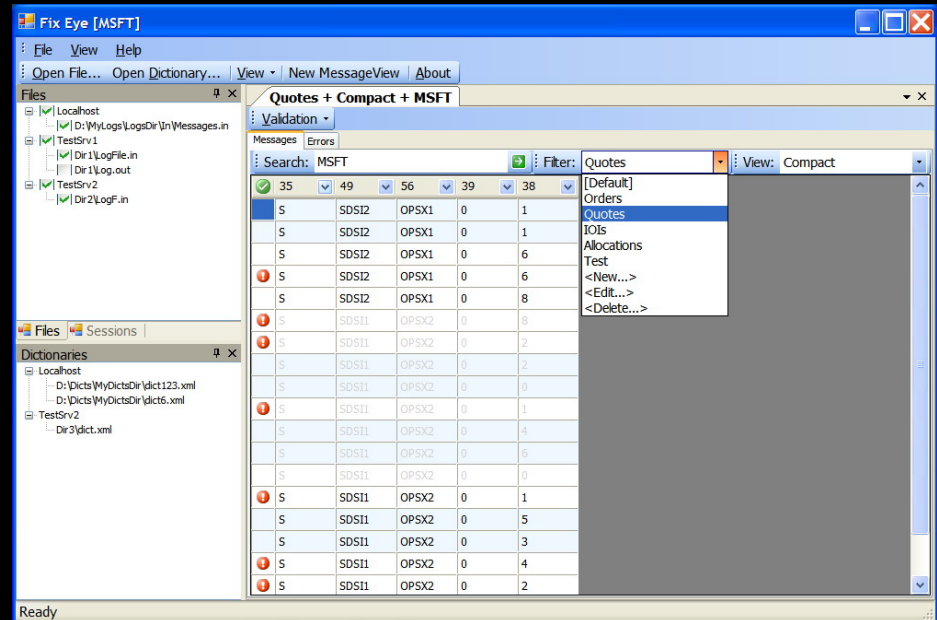 Fix Eye [MSFT]
File View Help
Open File... Open Dictionary... View New MessageView About
Files
Localhost
D:\MyLogs\LogsDir\In\Messages.in
TestSrv1
Dir1\LogFile.in
Dir1\Log.out
TestSrv2
Dir2\LogF.in
Files Sessions
Dictionaries
Localhost
D:\Dicts\MyDictsDir\dict123.xml
D:\Dicts\MyDictsDir\dict6.xml
TestSrv2
Dir3\dict.xml
Quotes + Compact + MSFT
Validation
Messages Errors
Search: MSFT Filter: Quotes View: Compact
35 49 56 39 38
S SDSI2 OPSX1 0 1
S SDSI2 OPSX1 0 1
S SDSI2 OPSX1 0 6
S SDSI2 OPSX1 0 6
S SDSI2 OPSX1 0 8
S SDSI1 OPSX2 0 8
S SDSI1 OPSX2 0 2
S SDSI1 OPSX2 0 2
S SDSI1 OPSX2 0 0
S SDSI1 OPSX2 0 1
S SDSI1 OPSX2 0 4
S SDSI1 OPSX2 0 6
S SDSI1 OPSX2 0 0
S SDSI1 OPSX2 0 1
S SDSI1 OPSX2 0 5
S SDSI1 OPSX2 0 3
S SDSI1 OPSX2 0 4
S SDSI1 OPSX2 0 2
[Default]
Orders
Quotes
IOIs
Allocations
Test
<New...>
<Edit...>
<Delete...>
Ready